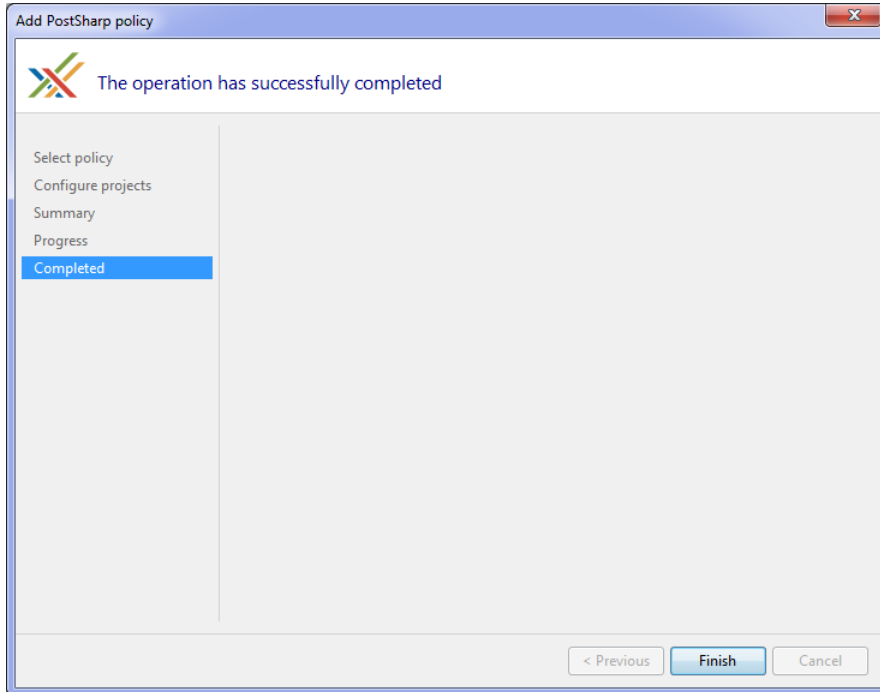 Add PostSharp policy
The operation has successfully completed
Select policy
Configure projects
Summary
Progress
Completed
< Previous
Finish
Cancel